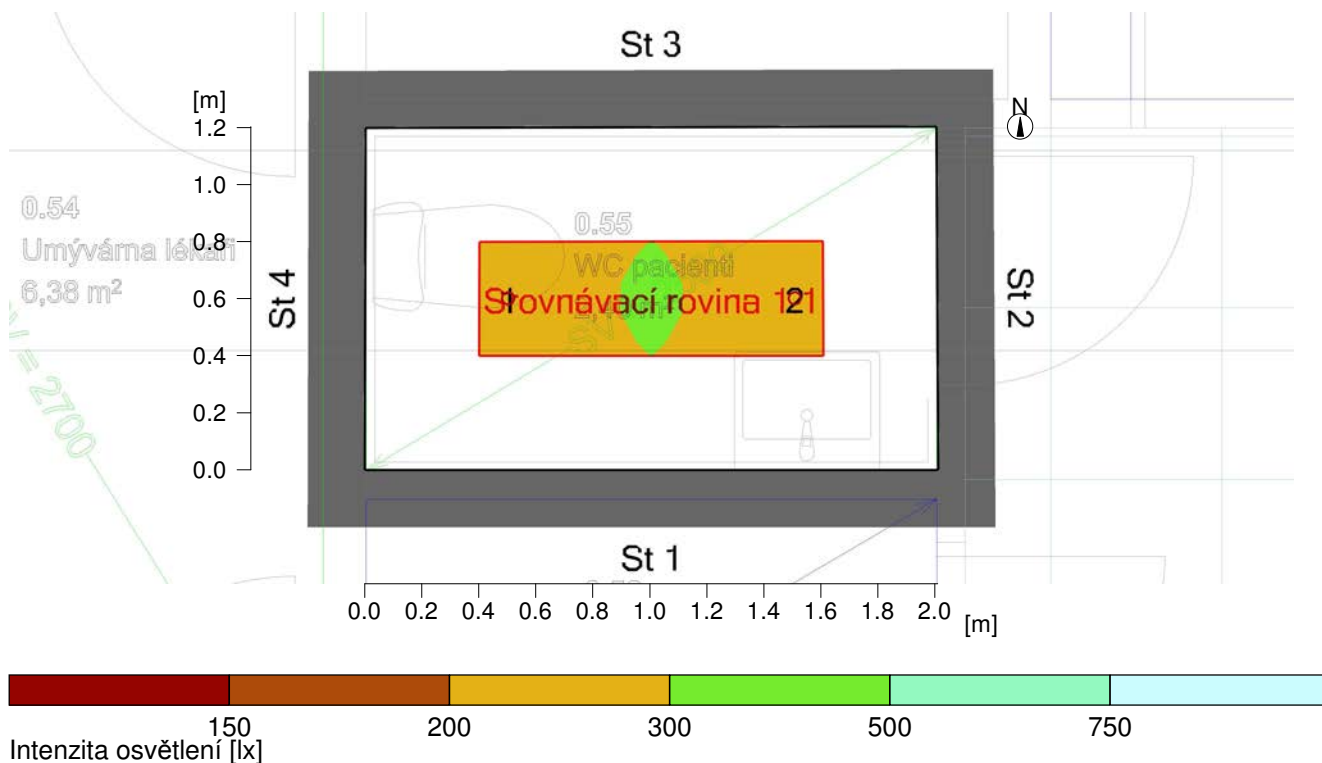 St 3
[m]
N
1.2
1.0
0.8
0.6
0.4
0.2
0.0
0.54
Umývárna lékaři
6,38 m²
0.55
WC pacienti
Srovnávací rovina 1.1
1
2
St 4
St 2
= 2700
St 1
0.0 0.2 0.4 0.6 0.8 1.0 1.2 1.4 1.6 1.8 2.0
[m]
150 200 300 500 750
Intenzita osvětlení [lx]